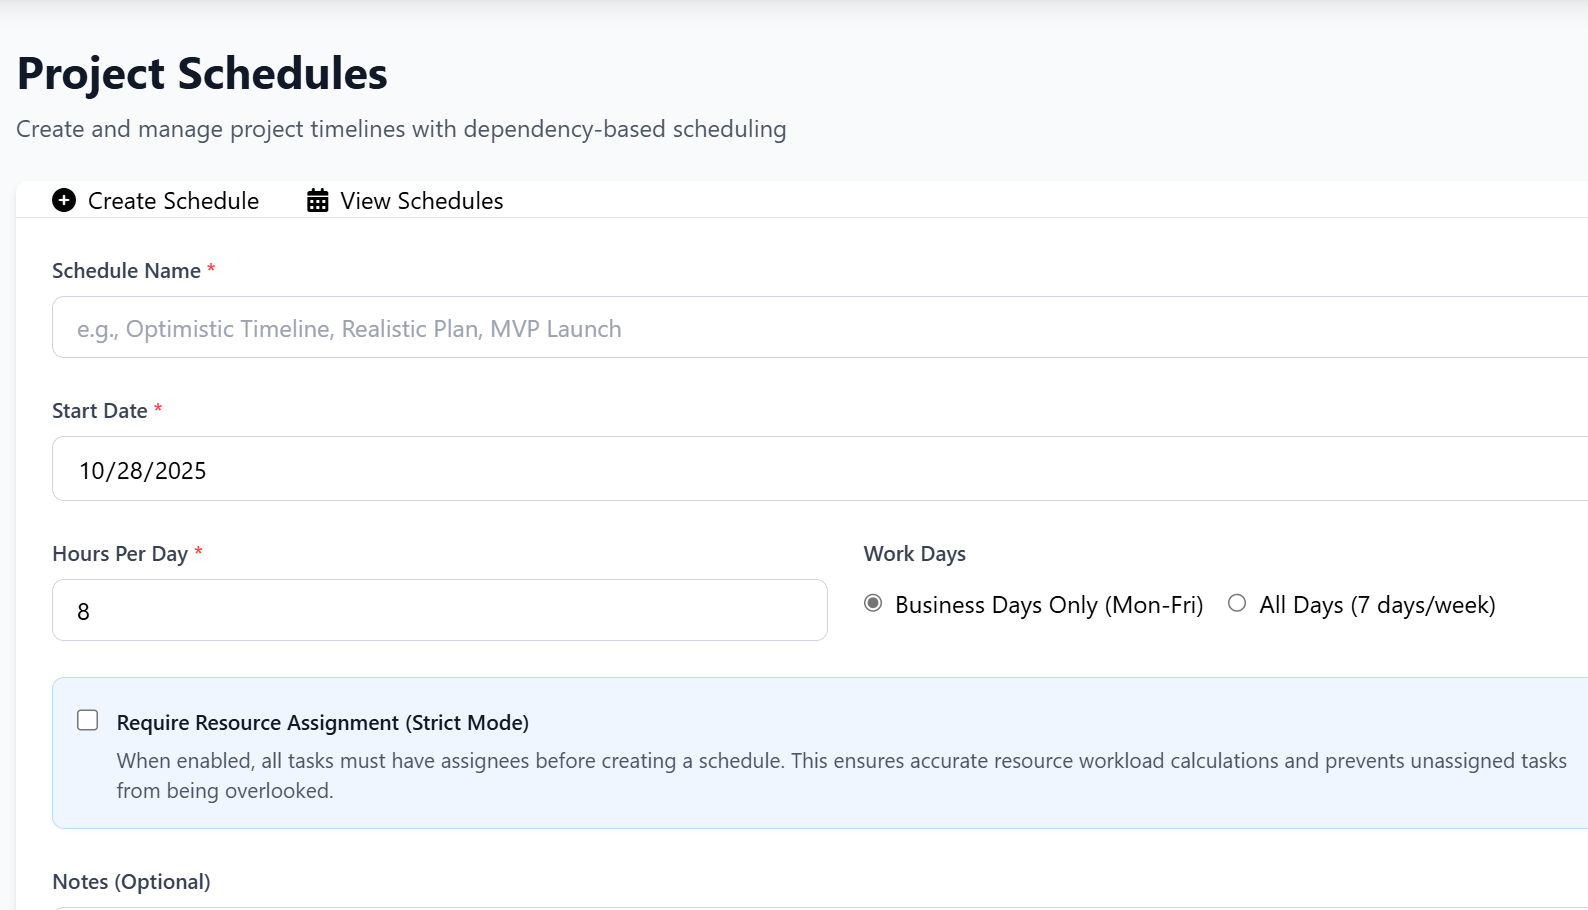 Project Schedules
Create and manage project timelines with dependency-based scheduling
Create Schedule View Schedules
Schedule Name *
e.g., Optimistic Timeline, Realistic Plan, MVP Launch
Start Date *
10/28/2025
Hours Per Day * Work Days
8 Business Days Only (Mon-Fri) All Days (7 days/week)
Require Resource Assignment (Strict Mode)
When enabled, all tasks must have assignees before creating a schedule. This ensures accurate resource workload calculations and prevents unassigned tasks
from being overlooked.
Notes (Optional)